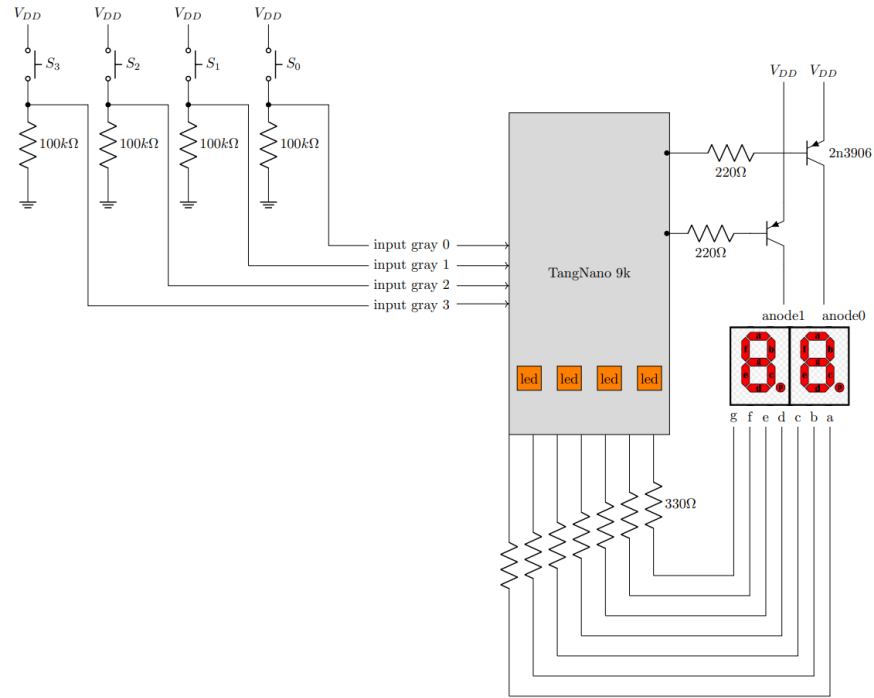 V_DD V_DD V_DD V_DD
S_3 S_2 S_1 S_0
V_DD V_DD
100kΩ 100kΩ 100kΩ 100kΩ
2n3906
220Ω
input gray 0
220Ω
input gray 1
TangNano 9k
input gray 2
input gray 3
anode1 anode0
a a
f b f b
g g
led led led led
e c e c
d P d P
g f e d c b a
330Ω